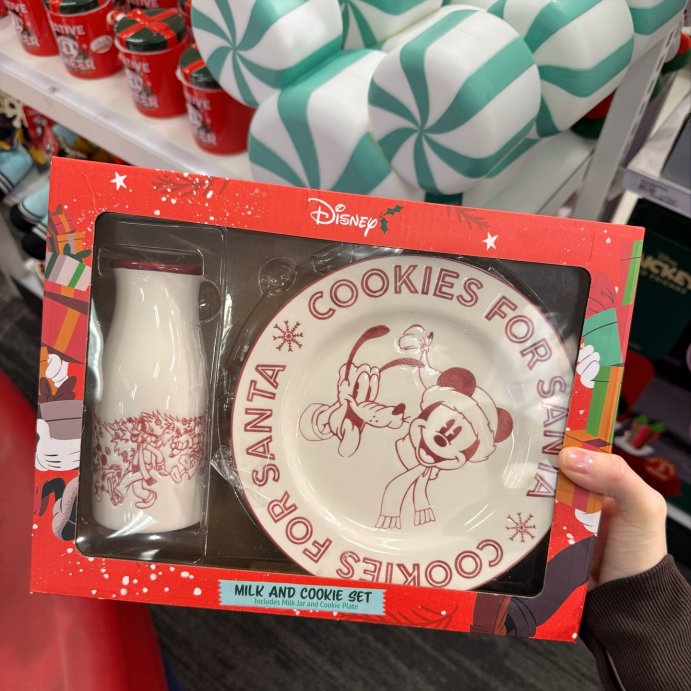 Disney
COOKIES FOR SANTA
COOKIES FOR SANTA
MILK AND COOKIE SET
Includes Milk Jar and Cookie Plate